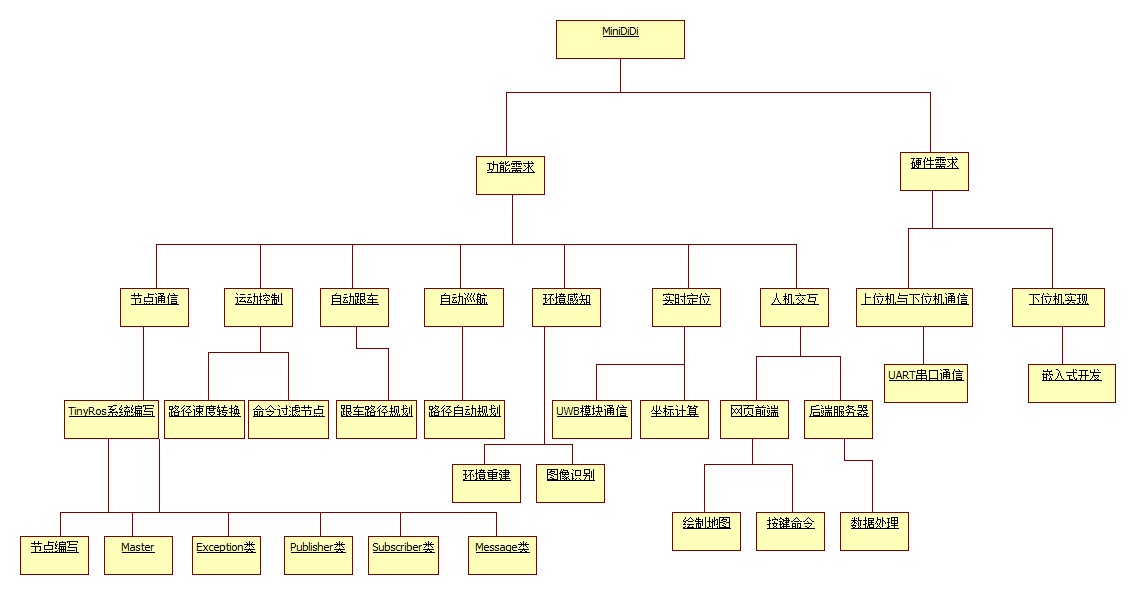 MiniDiDi
功能需求
硬件需求
节点通信
运动控制
自动跟车
自动巡航
环境感知
实时定位
人机交互
上位机与下位机通信
下位机实现
UART串口通信
嵌入式开发
TinyRos系统编写
路径速度转换
命令过滤节点
跟车路径规划
路径自动规划
UWB模块通信
坐标计算
网页前端
后端服务器
环境重建
图像识别
绘制地图
按键命令
数据处理
节点编写
Master
Exception类
Publisher类
Subscriber类
Message类